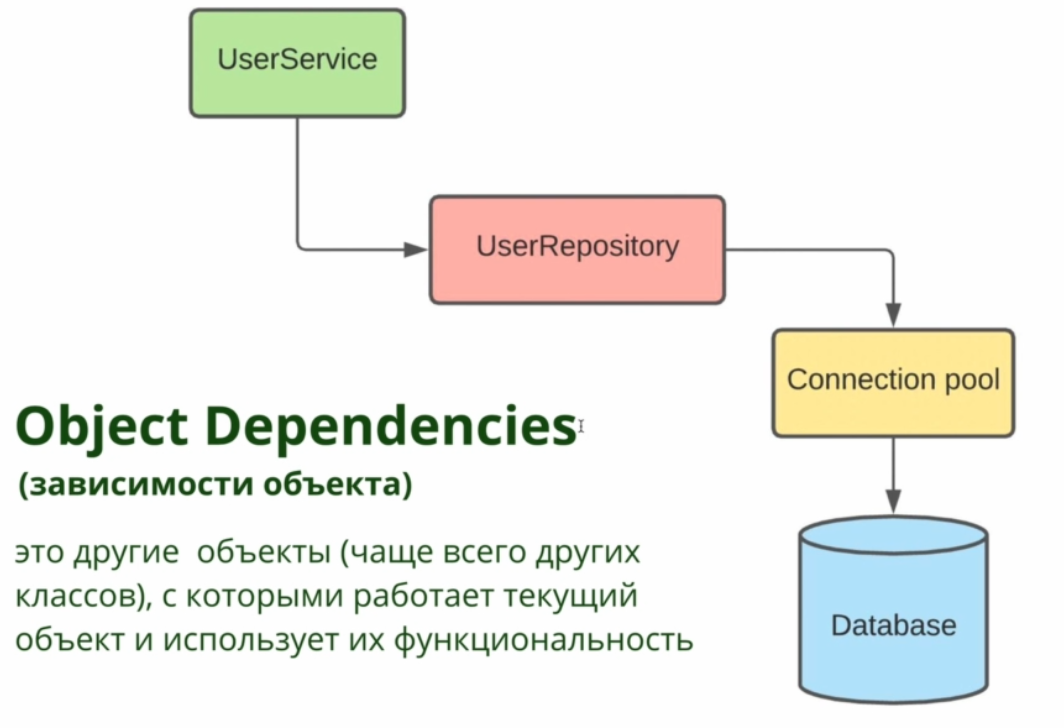 UserService
UserRepository
Connection pool
Object Dependencies
(зависимости объекта)
это другие объекты (чаще всего других
классов), с которыми работает текущий
объект и использует их функциональность
Database